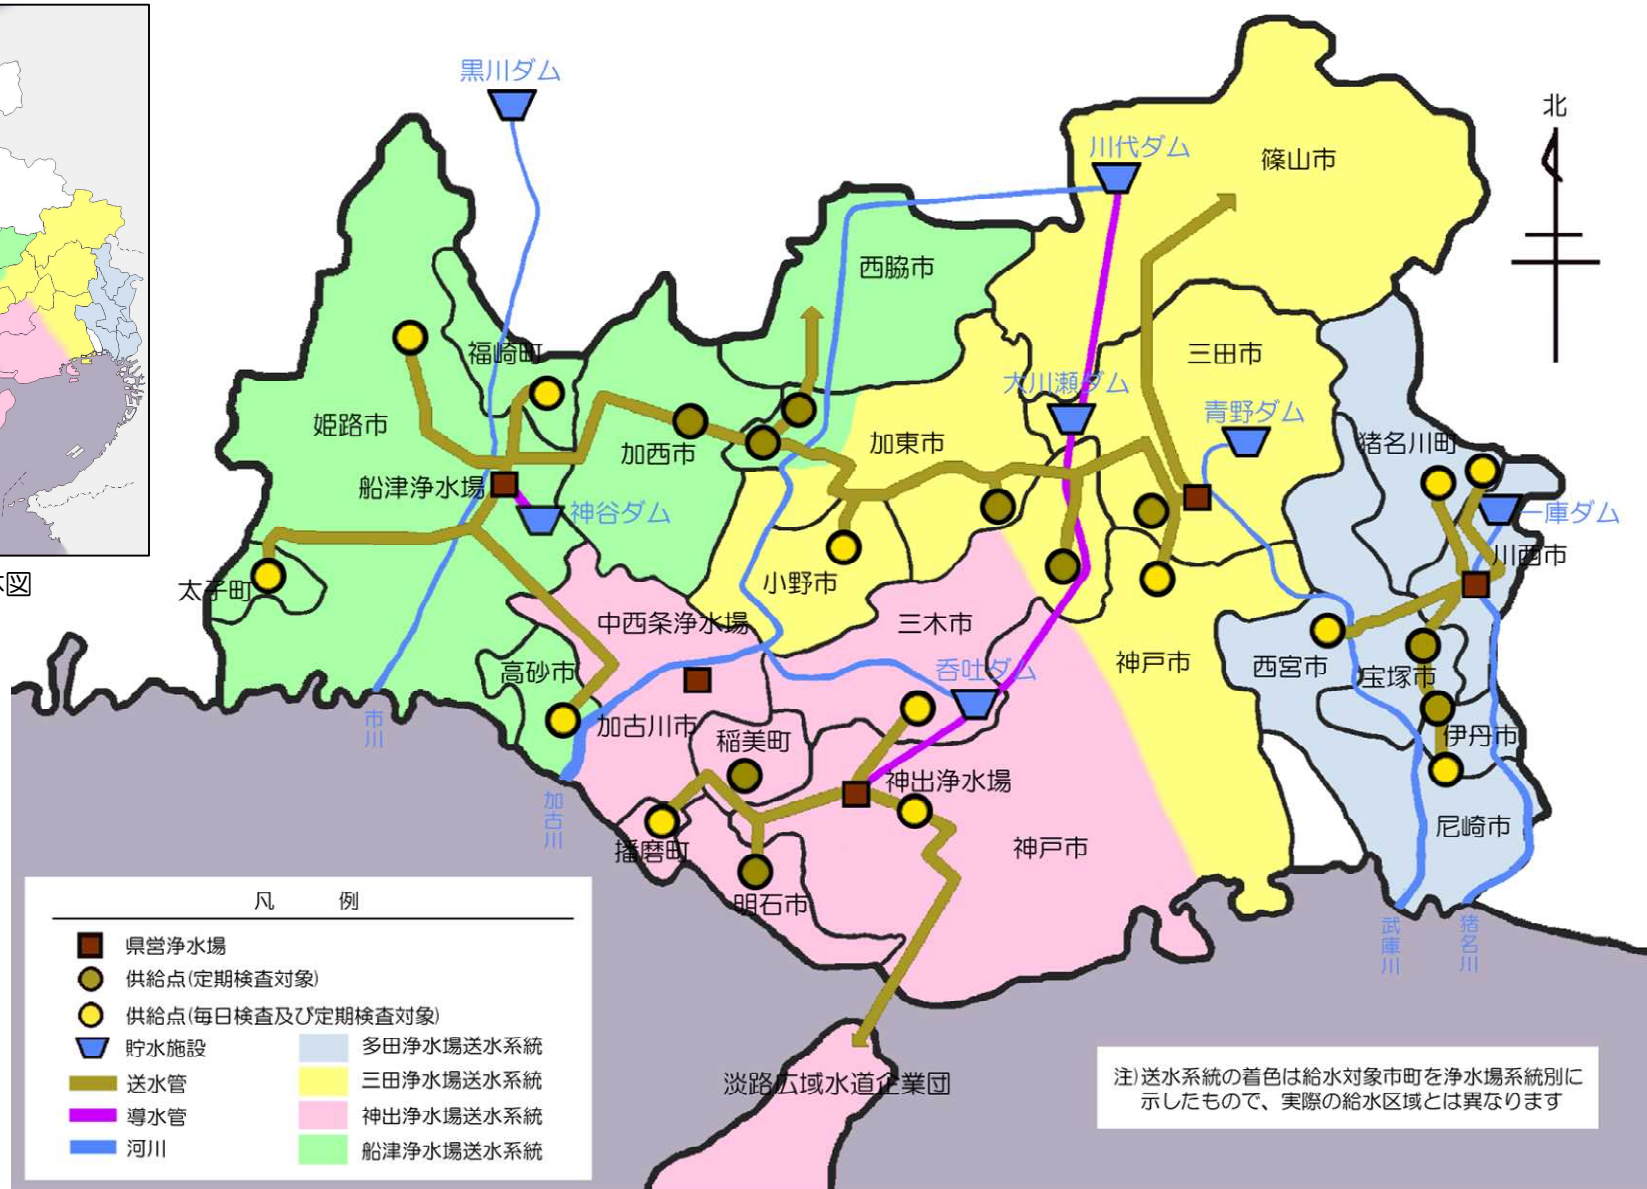 黒川ダム
北
川代ダム
篠山市
西脇市
福崎町
三田市
大川瀬ダム
青野ダム
姫路市
加西市
加東市
猪名川町
船津浄水場
神谷ダム
一庫ダム
川西市
体図
太子町
小野市
中西条浄水場
三木市
高砂市
呑吐ダム
神戸市
西宮市
宝塚市
市川
加古川市
稲美町
伊丹市
神出浄水場
加古川
播磨町
神戸市
尼崎市
明石市
武庫川
猪名川
凡 例
県営浄水場
供給点(定期検査対象)
供給点(毎日検査及び定期検査対象)
貯水施設
送水管
導水管
河川
多田浄水場送水系統
三田浄水場送水系統
神出浄水場送水系統
船津浄水場送水系統
淡路広域水道企業団
注)送水系統の着色は給水対象市町を浄水場系統別に
示したもので、実際の給水区域とは異なります